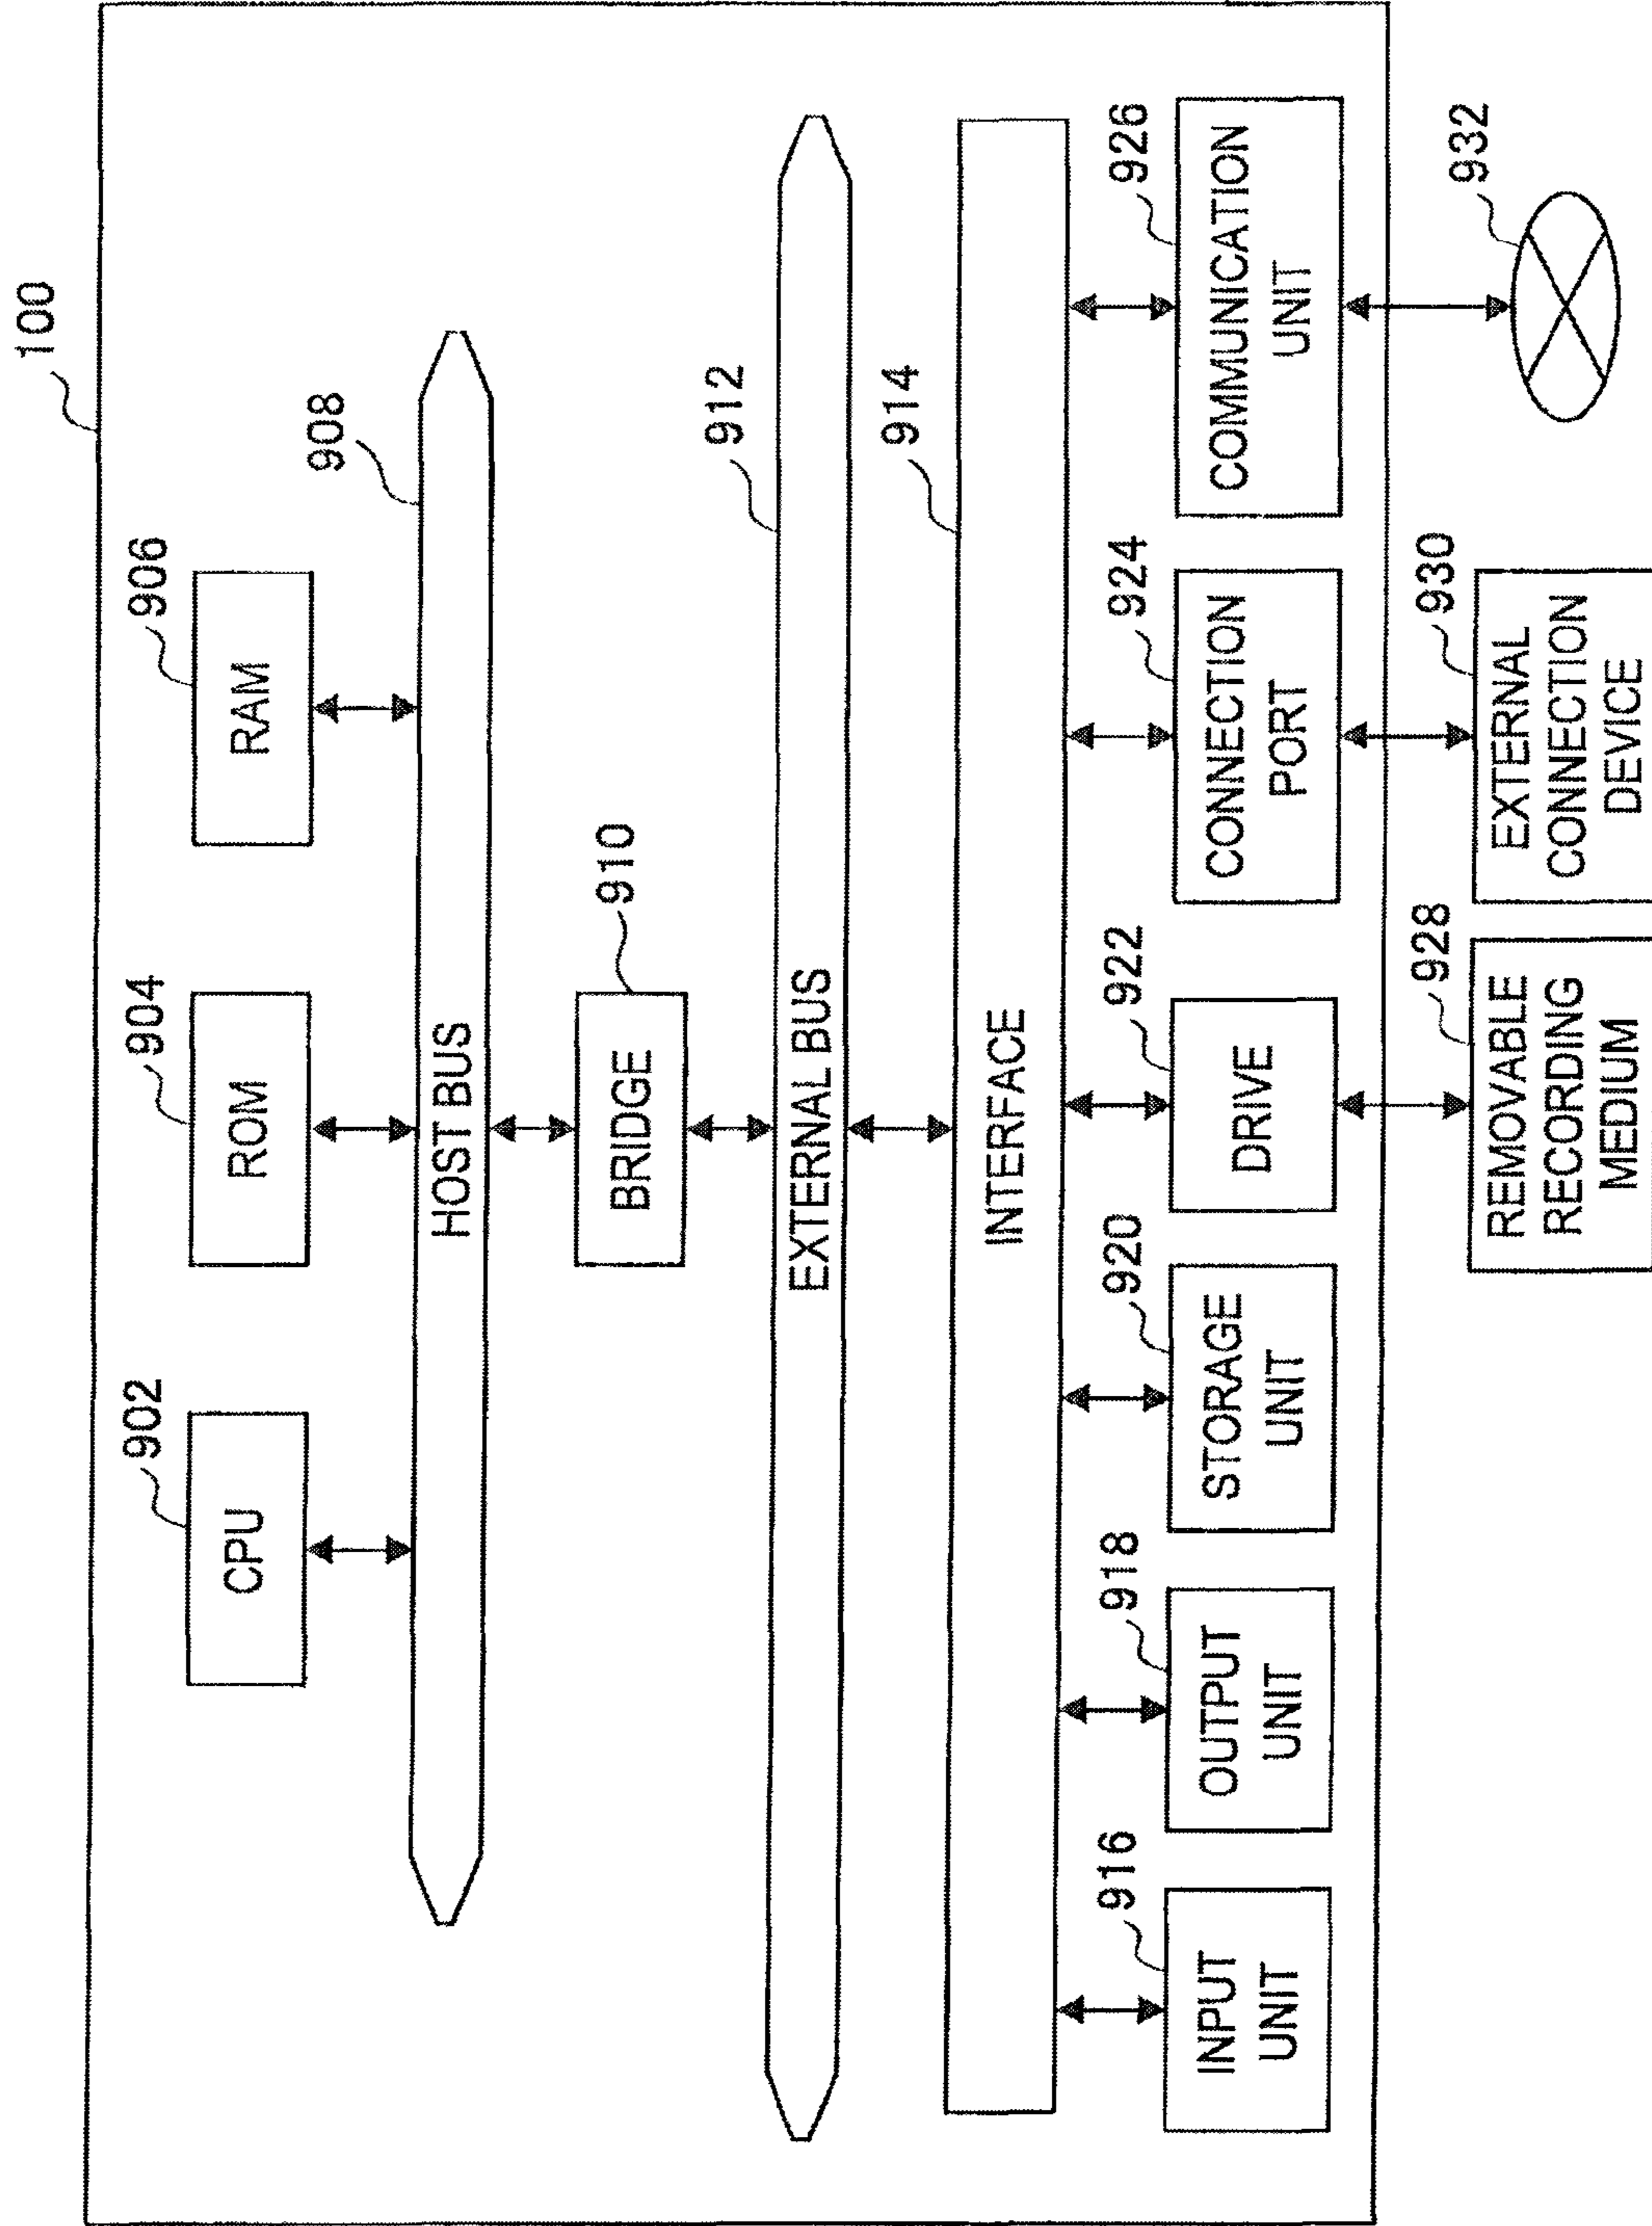 100
902
904
906
CPU
ROM
RAM
908
HOST BUS
910
BRIDGE
912
EXTERNAL BUS
914
INTERFACE
916
918
920
922
924
926
INPUT
UNIT
OUTPUT
UNIT
STORAGE
UNIT
DRIVE
CONNECTION
PORT
COMMUNICATION
UNIT
928
930
932
REMOVABLE
RECORDING
MEDIUM
EXTERNAL
CONNECTION
DEVICE